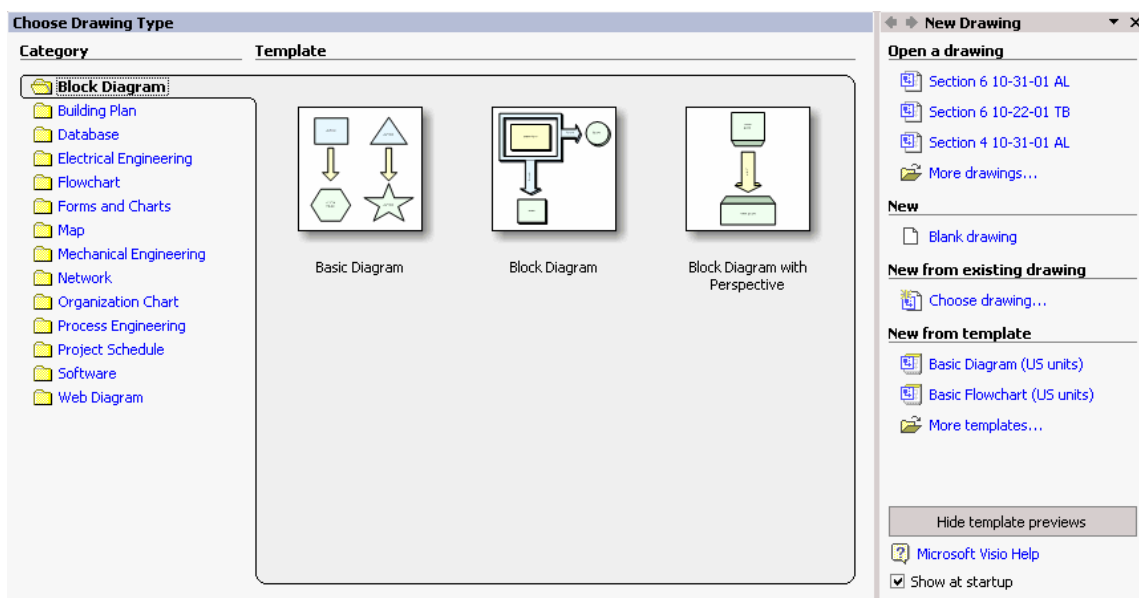 Choose Drawing Type
Category
Template
Block Diagram
Building Plan
Database
Electrical Engineering
Flowchart
Forms and Charts
Map
Mechanical Engineering
Network
Organization Chart
Process Engineering
Project Schedule
Software
Web Diagram
Basic Diagram
Block Diagram
Block Diagram with
Perspective
New Drawing
Open a drawing
Section 6 10-31-01 AL
Section 6 10-22-01 TB
Section 4 10-31-01 AL
More drawings...
New
Blank drawing
New from existing drawing
Choose drawing...
New from template
Basic Diagram (US units)
Basic Flowchart (US units)
More templates...
Hide template previews
Microsoft Visio Help
Show at startup